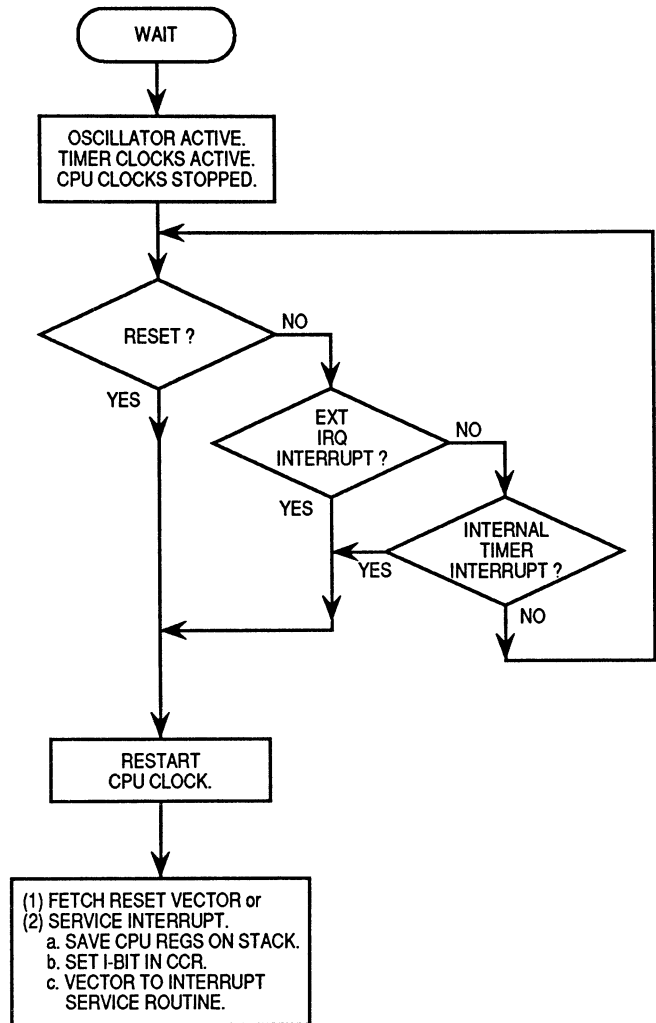 WAIT
OSCILLATOR ACTIVE.
TIMER CLOCKS ACTIVE.
CPU CLOCKS STOPPED.
RESET ?
NO
YES
EXT
IRQ
INTERRUPT ?
NO
YES
INTERNAL
TIMER
INTERRUPT ?
YES
NO
RESTART
CPU CLOCK.
(1) FETCH RESET VECTOR or
(2) SERVICE INTERRUPT.
a. SAVE CPU REGS ON STACK.
b. SET I-BIT IN CCR.
c. VECTOR TO INTERRUPT
SERVICE ROUTINE.